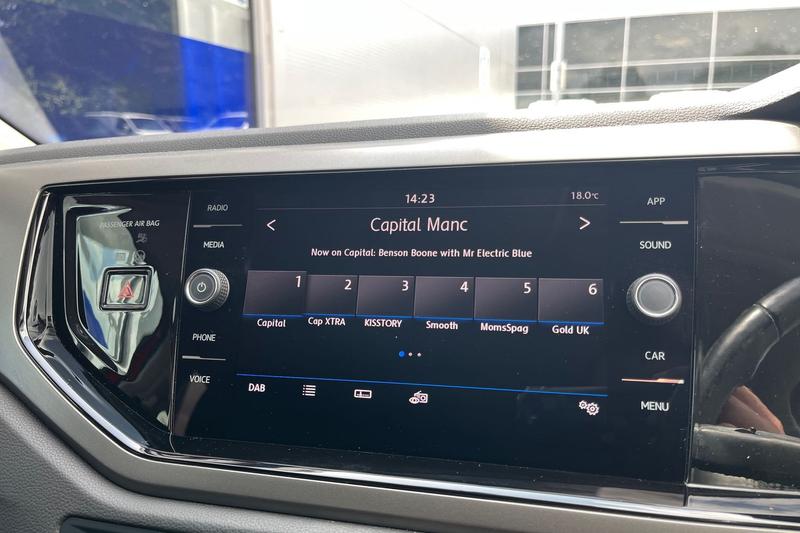 14:23
18.0°C
RADIO
APP
< Capital Manc >
PASSENGER AIR BAG
MEDIA
SOUND
Now on Capital: Benson Boone with Mr Electric Blue
1 2 3 4 5 6
Capital Cap XTRA KISSTORY Smooth MomsSpag Gold UK
PHONE
CAR
VOICE
DAB
MENU